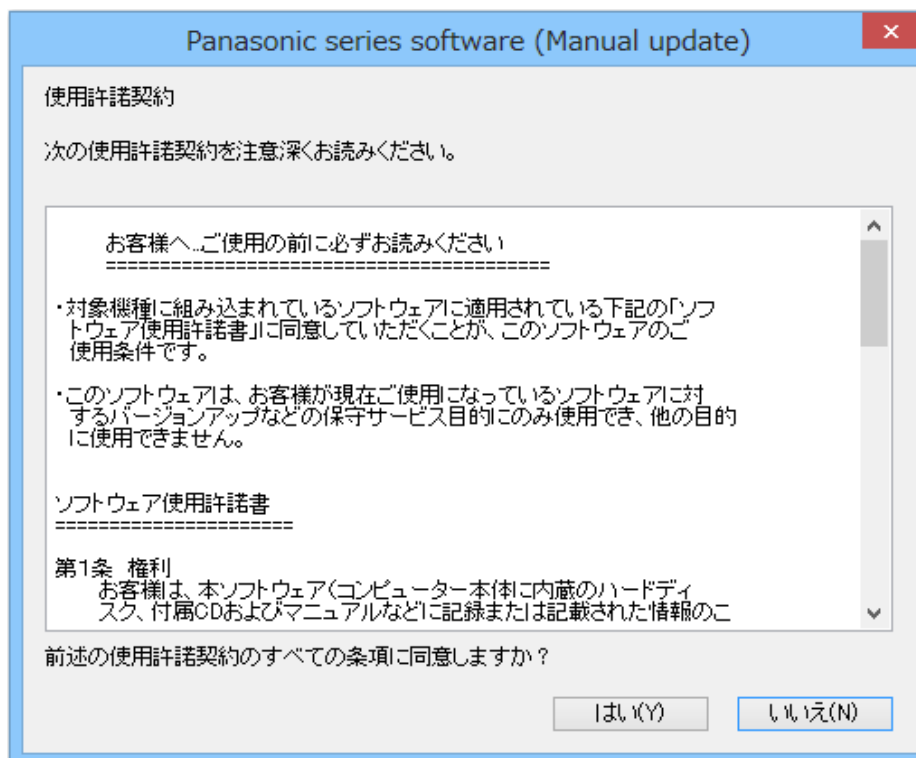 Panasonic series software (Manual update)
使用許諾契約
次の使用許諾契約を注意深くお読みください。
お客様へ…ご使用の前に必ずお読みください
=========================================
・対象機種に組み込まれているソフトウェアに適用されている下記の「ソフ
トウェア使用許諾書」に同意していただくことが、このソフトウェアのご
使用条件です。
・このソフトウェアは、お客様が現在ご使用になっているソフトウェアに対
するバージョンアップなどの保守サービス目的にのみ使用でき、他の目的
に使用できません。
ソフトウェア使用許諾書
======================
第1条 権利
お客様は、本ソフトウェア(コンピューター本体に内蔵のハードディ
スク、付属CDおよびマニュアルなどに記録または記載された情報のこ
前述の使用許諾契約のすべての条項に同意しますか？
はい(Y) いいえ(N)